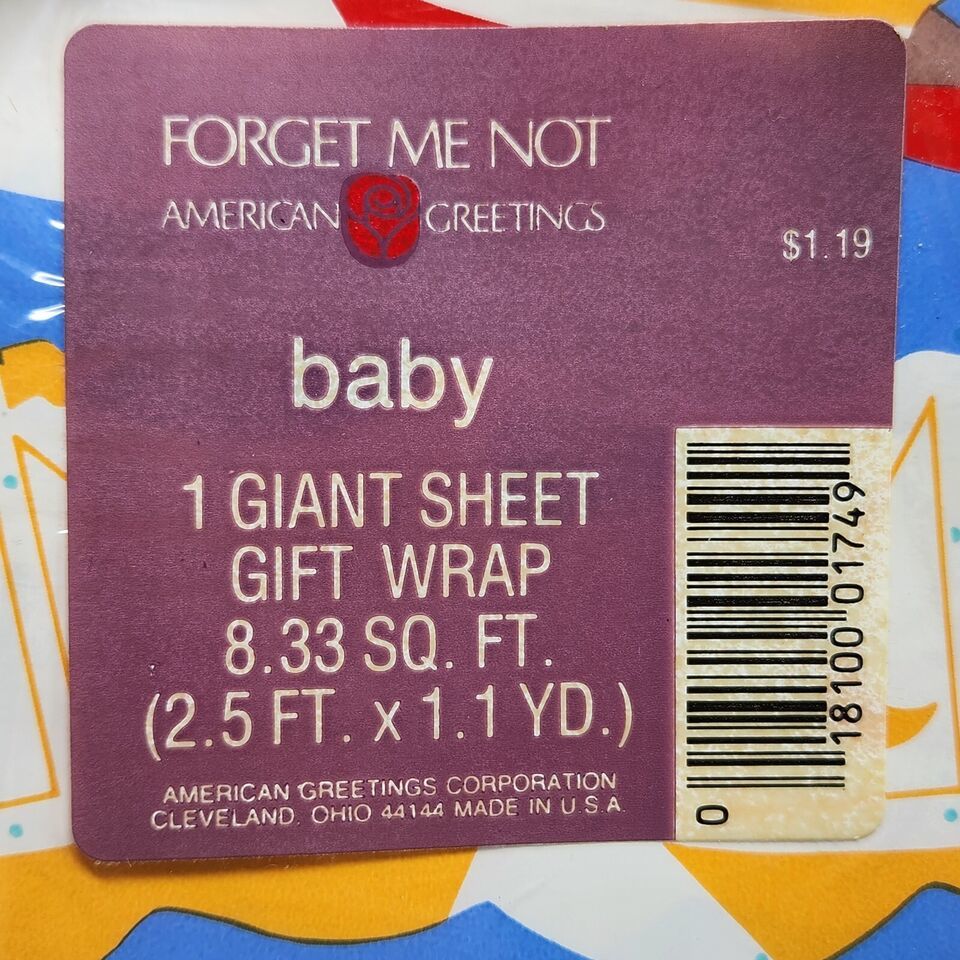 FORGET ME NOT
AMERICAN GREETINGS
$1.19
baby
1 GIANT SHEET
GIFT WRAP
8.33 SQ. FT.
(2.5 FT. x 1.1 YD.)
AMERICAN GREETINGS CORPORATION
CLEVELAND, OHIO 44144 MADE IN U.S.A.
0 18100 01749